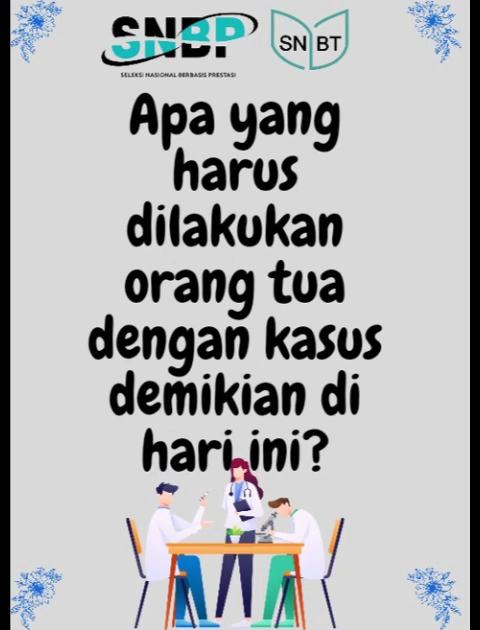 SNBP
SN BT
SELEKSI NASIONAL BERBASIS PRESTASI
Apa yang
harus
dilakukan
orang tua
dengan kasus
demikian di
hari ini?